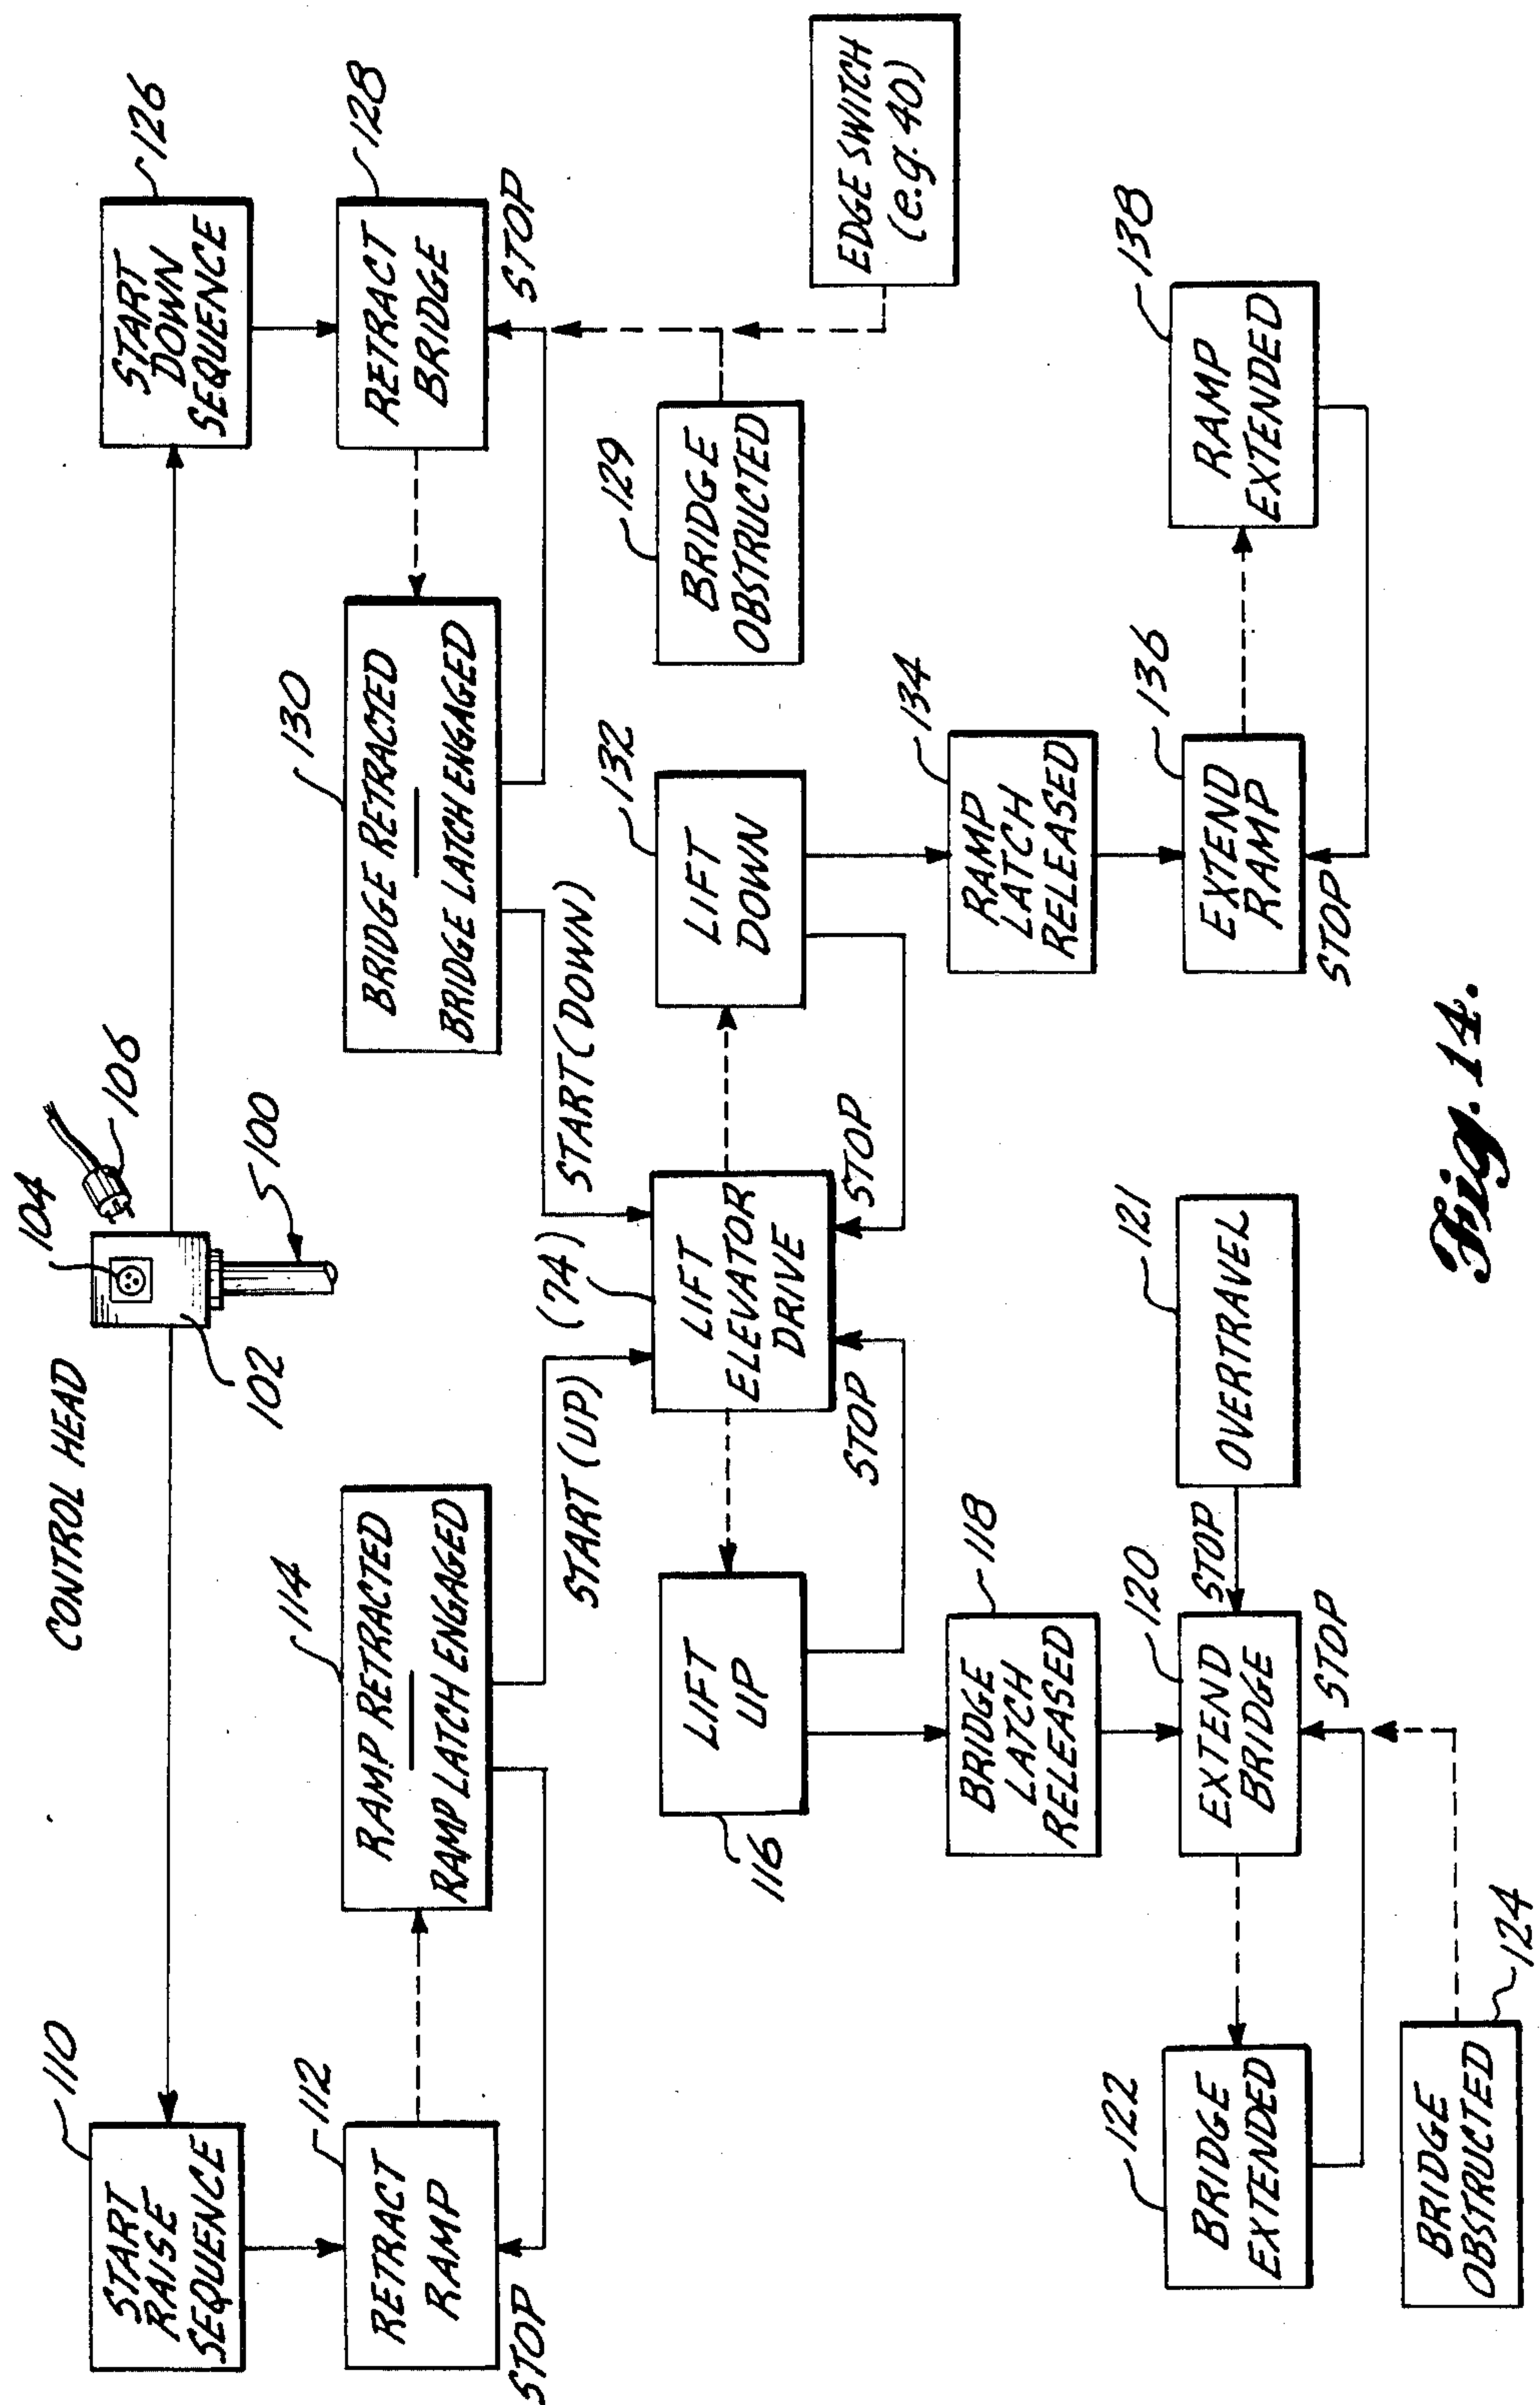 CONTROL HEAD
104
106
102
100
110
START
RAISE
SEQUENCE
126
START
DOWN
SEQUENCE
112
RETRACT
RAMP
STOP
114
RAMP RETRACTED
RAMP LATCH ENGAGED
START (UP)
(74)
START (DOWN)
130
BRIDGE RETRACTED
BRIDGE LATCH ENGAGED
128
RETRACT
BRIDGE
STOP
116
LIFT
UP
LIFT
ELEVATOR
DRIVE
STOP
STOP
132
LIFT
DOWN
129
BRIDGE
OBSTRUCTED
EDGE SWITCH
(e.g. 40)
118
BRIDGE
LATCH
RELEASED
134
RAMP
LATCH
RELEASED
122
BRIDGE
EXTENDED
120
EXTEND
BRIDGE
STOP
STOP
121
OVERTRAVEL
136
EXTEND
RAMP
STOP
138
RAMP
EXTENDED
BRIDGE
OBSTRUCTED
124
Fig. 14.